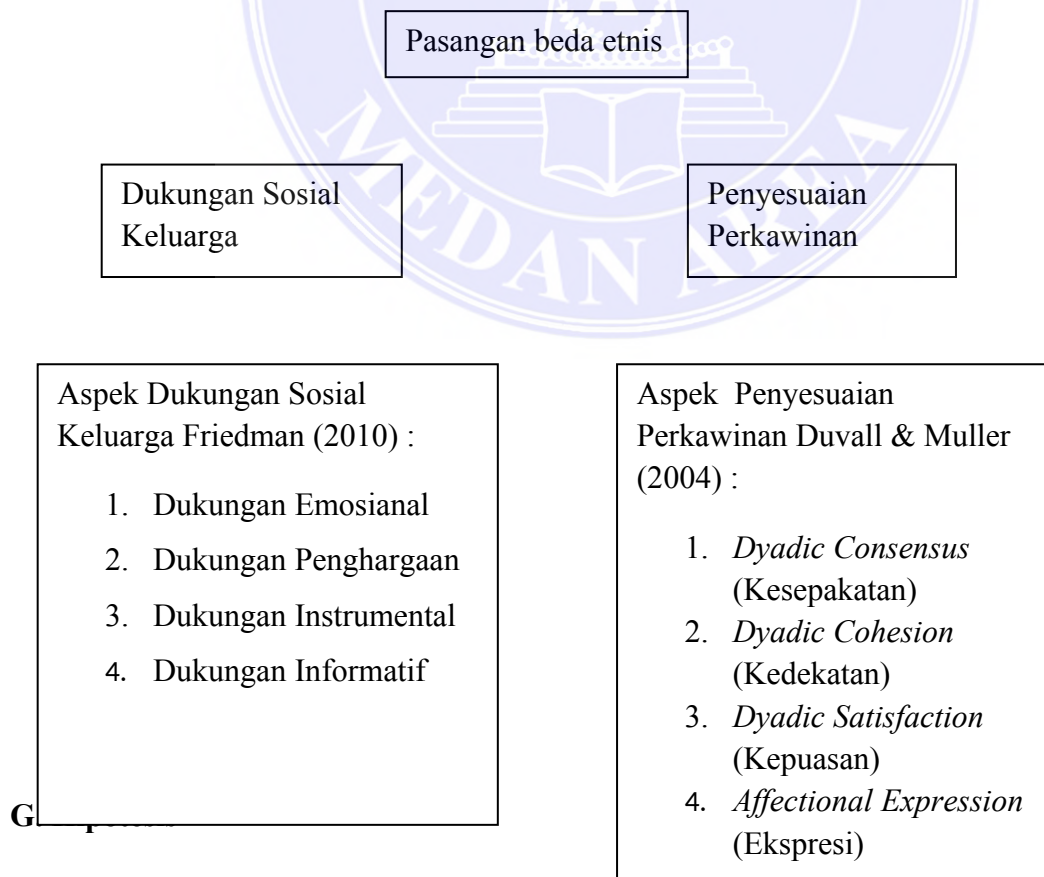 Pasangan beda etnis
MEDAN AREA
Dukungan Sosial
Keluarga
Penyesuaian
Perkawinan
Aspek Dukungan Sosial
Keluarga Friedman (2010) :
1. Dukungan Emosianal
2. Dukungan Penghargaan
3. Dukungan Instrumental
4. Dukungan Informatif
Aspek Penyesuaian
Perkawinan Duvall & Muller
(2004) :
1. Dyadic Consensus
(Kesepakatan)
2. Dyadic Cohesion
(Kedekatan)
3. Dyadic Satisfaction
(Kepuasan)
4. Affectional Expression
(Ekspresi)
G.